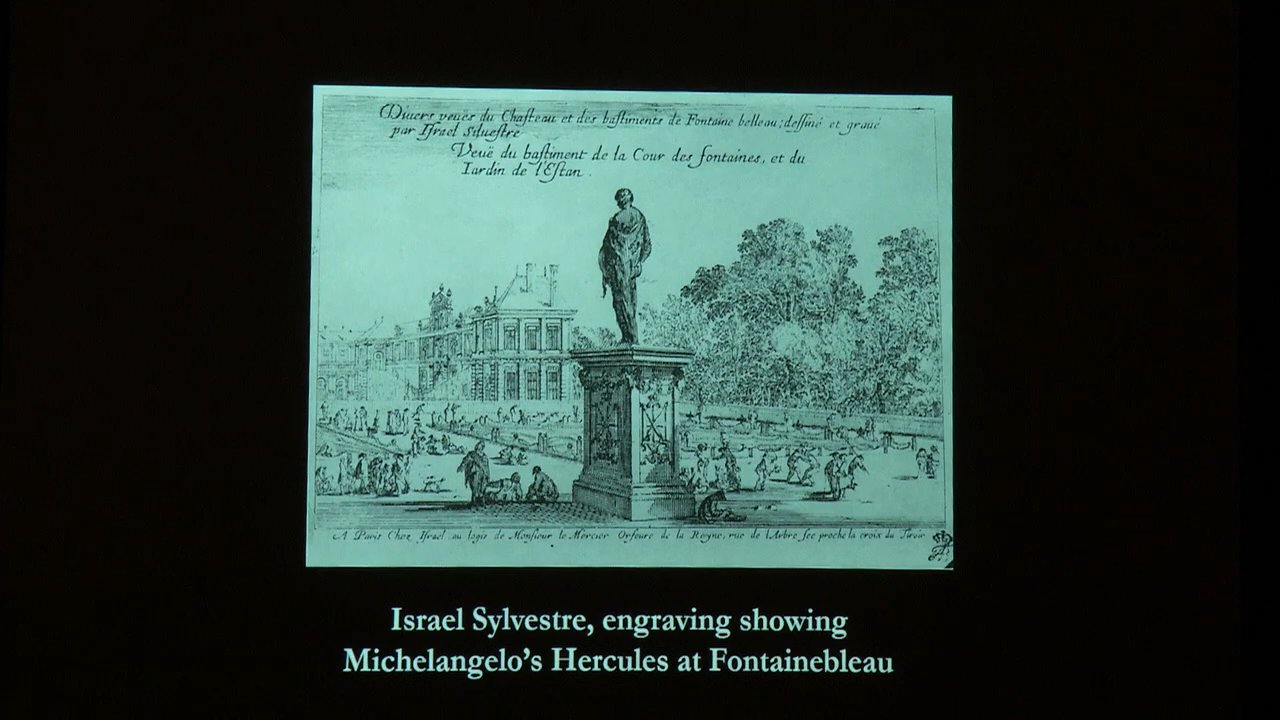 Divers veuës du Chasteau et des bastiments de Fontaine belleau; dessiné et graué
par Israel Siluestre
Veuë du bastiment de la Cour des fontaines, et du
Iardin de l'Estan.
A Paris Chez Israel, au logis de Monsieur le Mercier Orfeure de la Reyne, rue de l'Arbre sec proche la croix du Tiroir
Israel Sylvestre, engraving showing
Michelangelo's Hercules at Fontainebleau